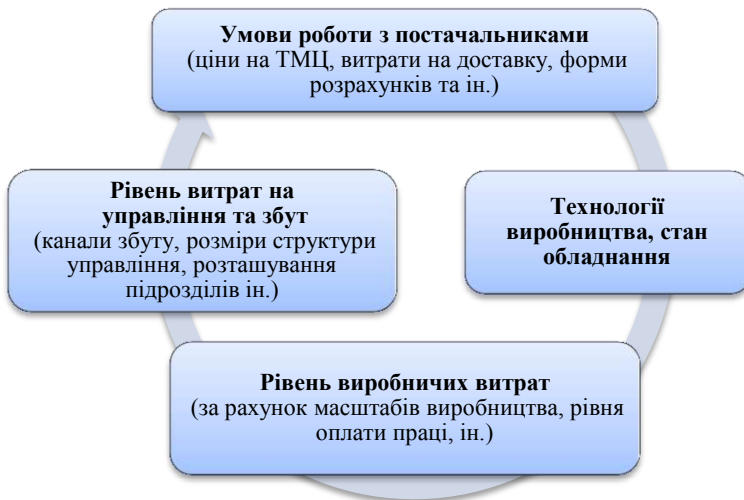 Умови роботи з постачальниками
(ціни на ТМЦ, витрати на доставку, форми
розрахунків та ін.)
Рівень витрат на
управління та збут
(канали збуту, розміри структури
управління, розташування
підрозділів ін.)
Технології
виробництва, стан
обладнання
Рівень виробничих витрат
(за рахунок масштабів виробництва, рівня
оплати праці, ін.)